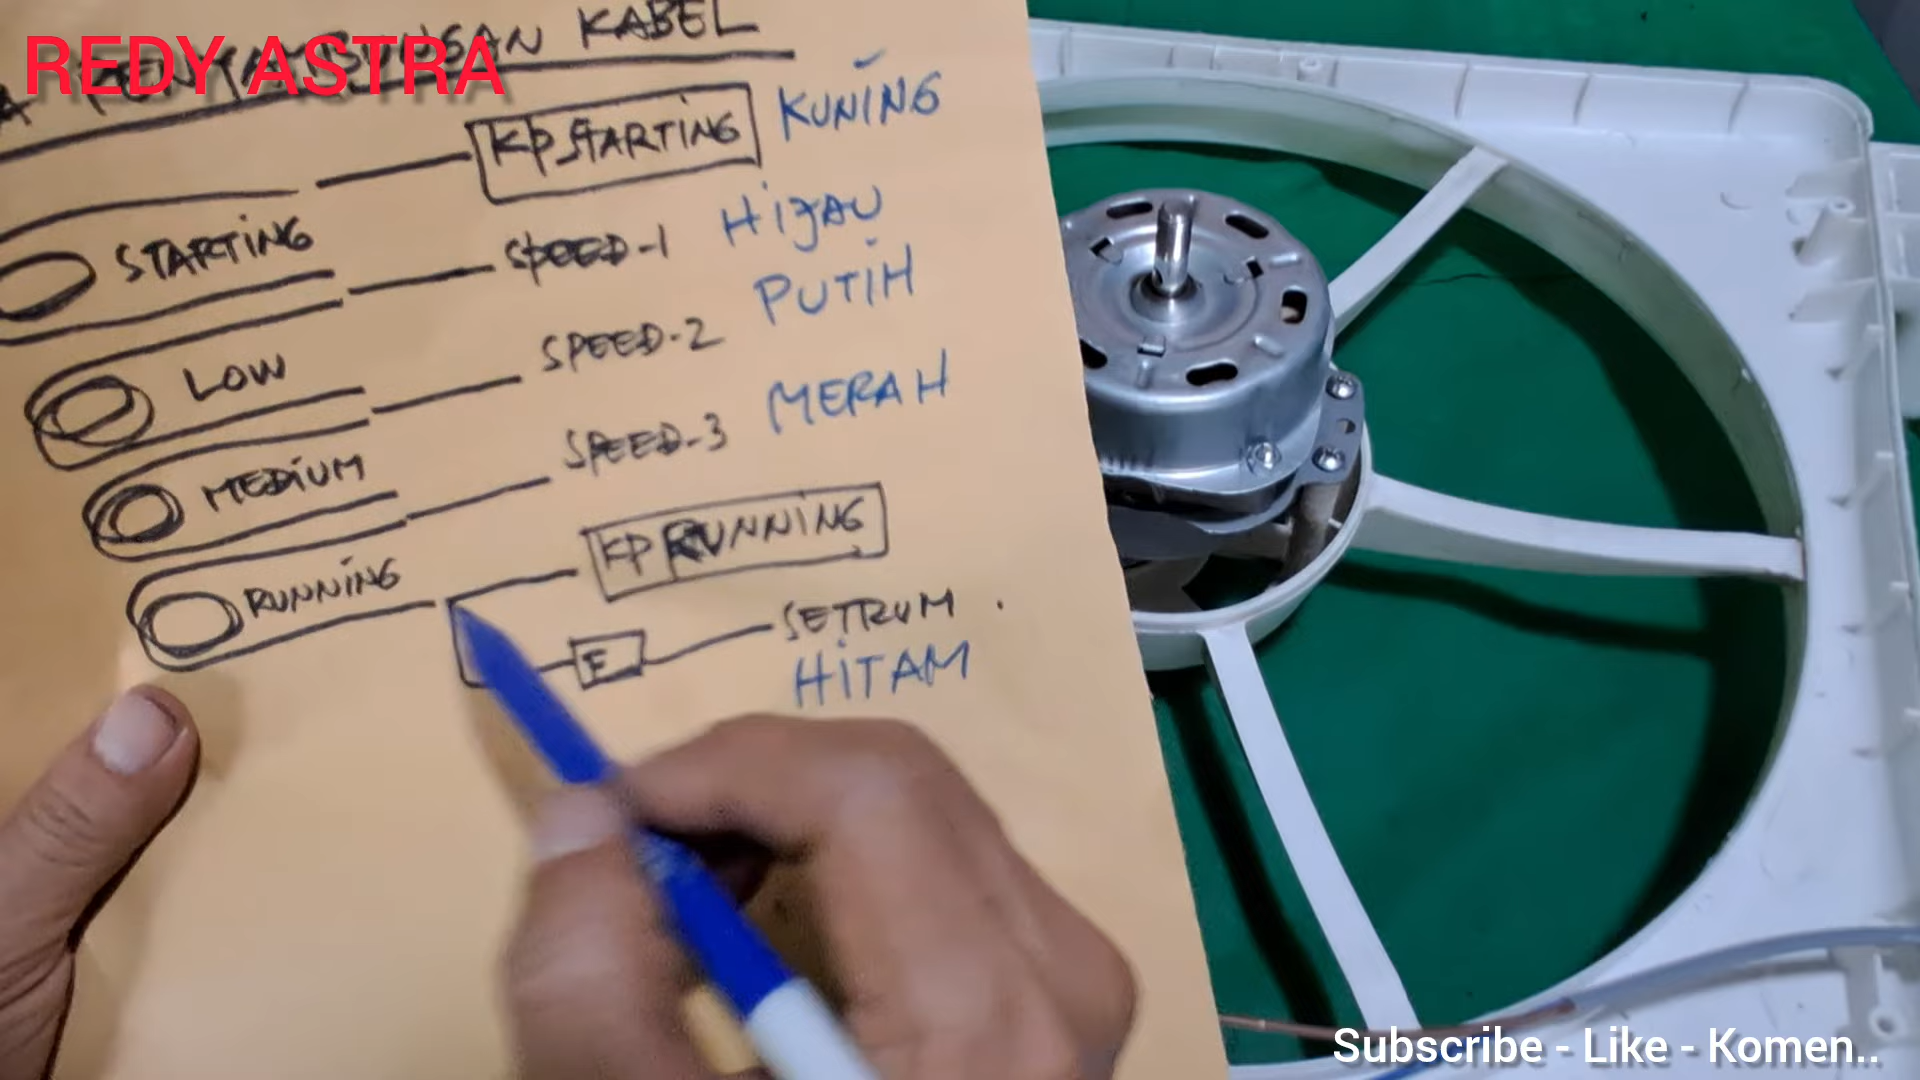 REDY ASTRA
PENYAMBUNGAN KABEL
KP STARTING KUNING
STARTING SPEED-1 HIJAU
PUTIH
LOW SPEED-2
MERAH
MEDIUM SPEED-3
RUNNING KP RUNNING
F SETRUM
HITAM
Subscribe - Like - Komen..